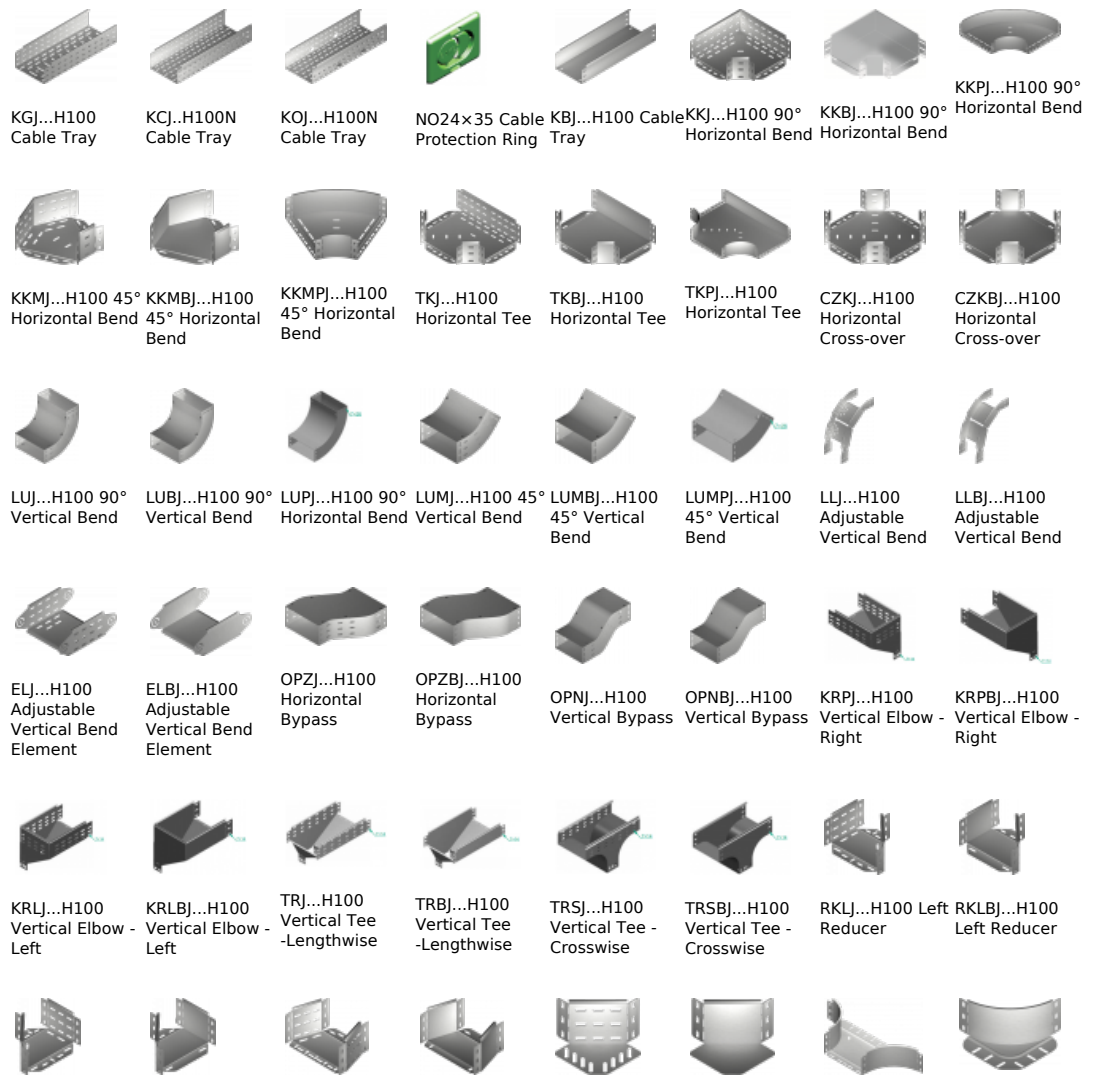 KGJ...H100
Cable Tray
KCJ..H100N
Cable Tray
KOJ...H100N
Cable Tray
NO24×35 Cable
Protection Ring
KBJ...H100 Cable
Tray
KKJ...H100 90°
Horizontal Bend
KKBJ...H100 90°
Horizontal Bend
KKPJ...H100 90°
Horizontal Bend
KKMJ...H100 45°
Horizontal Bend
KKMBJ...H100
45° Horizontal
Bend
KKMPJ...H100
45° Horizontal
Bend
TKJ...H100
Horizontal Tee
TKBJ...H100
Horizontal Tee
TKPJ...H100
Horizontal Tee
CZKJ...H100
Horizontal
Cross-over
CZKBJ...H100
Horizontal
Cross-over
LUJ...H100 90°
Vertical Bend
LUBJ...H100 90°
Vertical Bend
LUPJ...H100 90°
Horizontal Bend
LUMJ...H100 45°
Vertical Bend
LUMBJ...H100
45° Vertical
Bend
LUMPJ...H100
45° Vertical
Bend
LLJ...H100
Adjustable
Vertical Bend
LLBJ...H100
Adjustable
Vertical Bend
ELJ...H100
Adjustable
Vertical Bend
Element
ELBJ...H100
Adjustable
Vertical Bend
Element
OPZJ...H100
Horizontal
Bypass
OPZBJ...H100
Horizontal
Bypass
OPNJ...H100
Vertical Bypass
OPNBJ...H100
Vertical Bypass
KRPJ...H100
Vertical Elbow -
Right
KRPBJ...H100
Vertical Elbow -
Right
KRLJ...H100
Vertical Elbow -
Left
KRLBJ...H100
Vertical Elbow -
Left
TRJ...H100
Vertical Tee
-Lengthwise
TRBJ...H100
Vertical Tee
-Lengthwise
TRSJ...H100
Vertical Tee -
Crosswise
TRSBJ...H100
Vertical Tee -
Crosswise
RKLJ...H100 Left
Reducer
RKLBJ...H100
Left Reducer